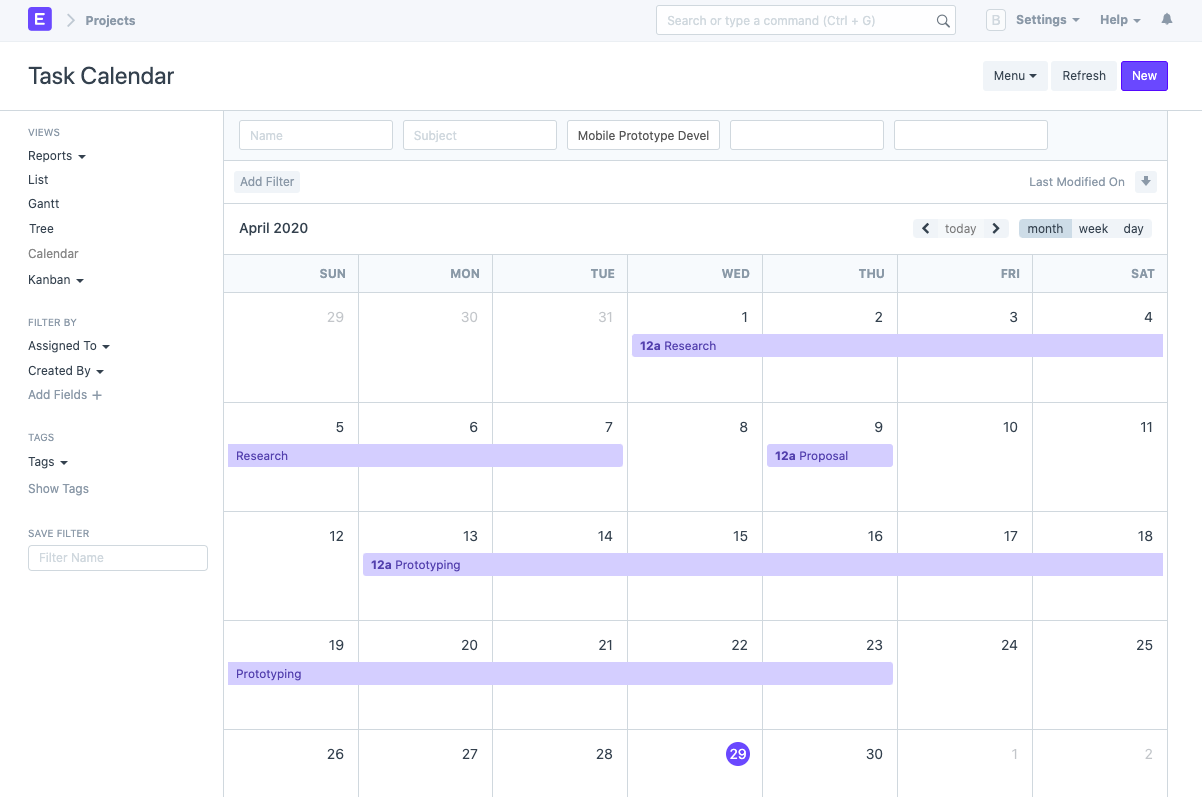 E Projects Search or type a command (Ctrl + G) B Settings Help
Task Calendar Menu Refresh New
VIEWS
Reports
List
Gantt
Tree
Calendar
Kanban
FILTER BY
Assigned To
Created By
Add Fields +
TAGS
Tags
Show Tags
SAVE FILTER
Filter Name
Name Subject Mobile Prototype Devel
Add Filter Last Modified On
April 2020 today month week day
SUN MON TUE WED THU FRI SAT
29 30 31 1 2 3 4
12a Research
5 6 7 8 9 10 11
Research 12a Proposal
12 13 14 15 16 17 18
12a Prototyping
19 20 21 22 23 24 25
Prototyping
26 27 28 29 30 1 2